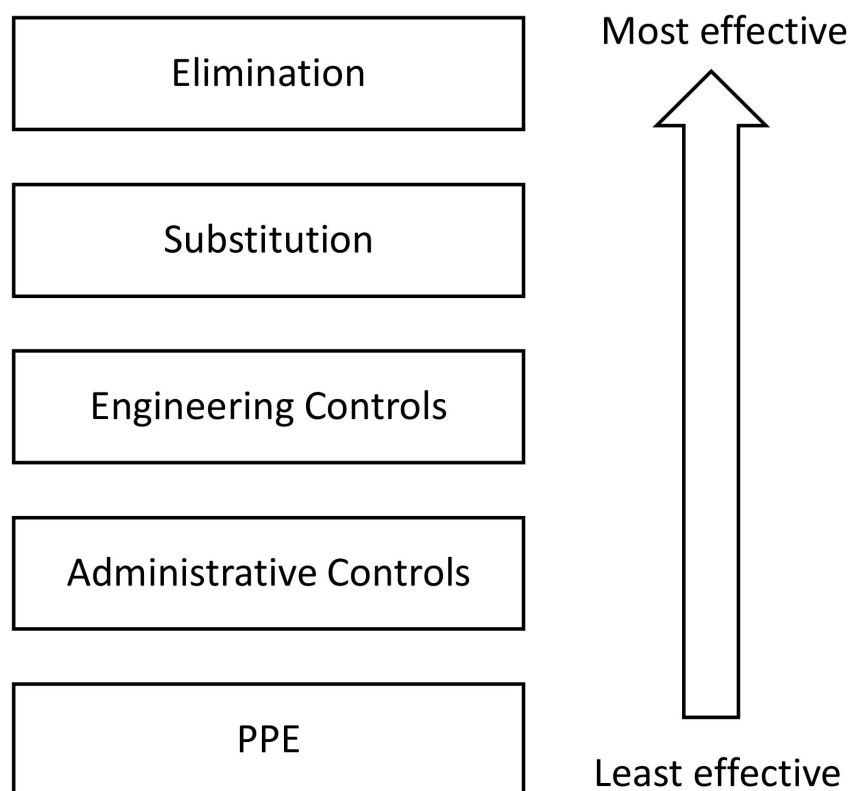 Most effective
Elimination
Substitution
Engineering Controls
Administrative Controls
PPE
Least effective